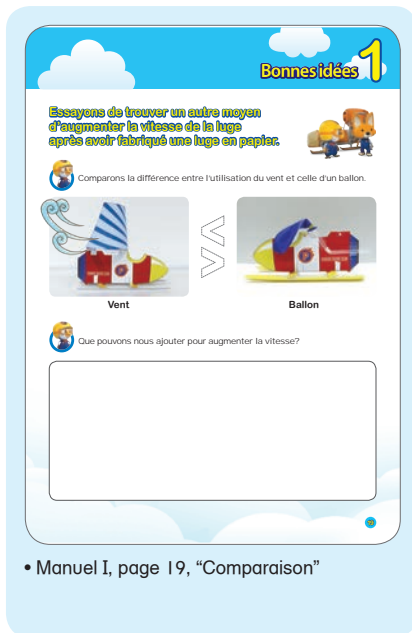 Bonnes idées 1
Essayons de trouver un autre moyen
d'augmenter la vitesse de la luge
après avoir fabriqué une luge en papier.
Comparons la différence entre l'utilisation du vent et celle d'un ballon.
Vent
Ballon
Que pouvons nous ajouter pour augmenter la vitesse?
• Manuel I, page 19, “Comparaison”